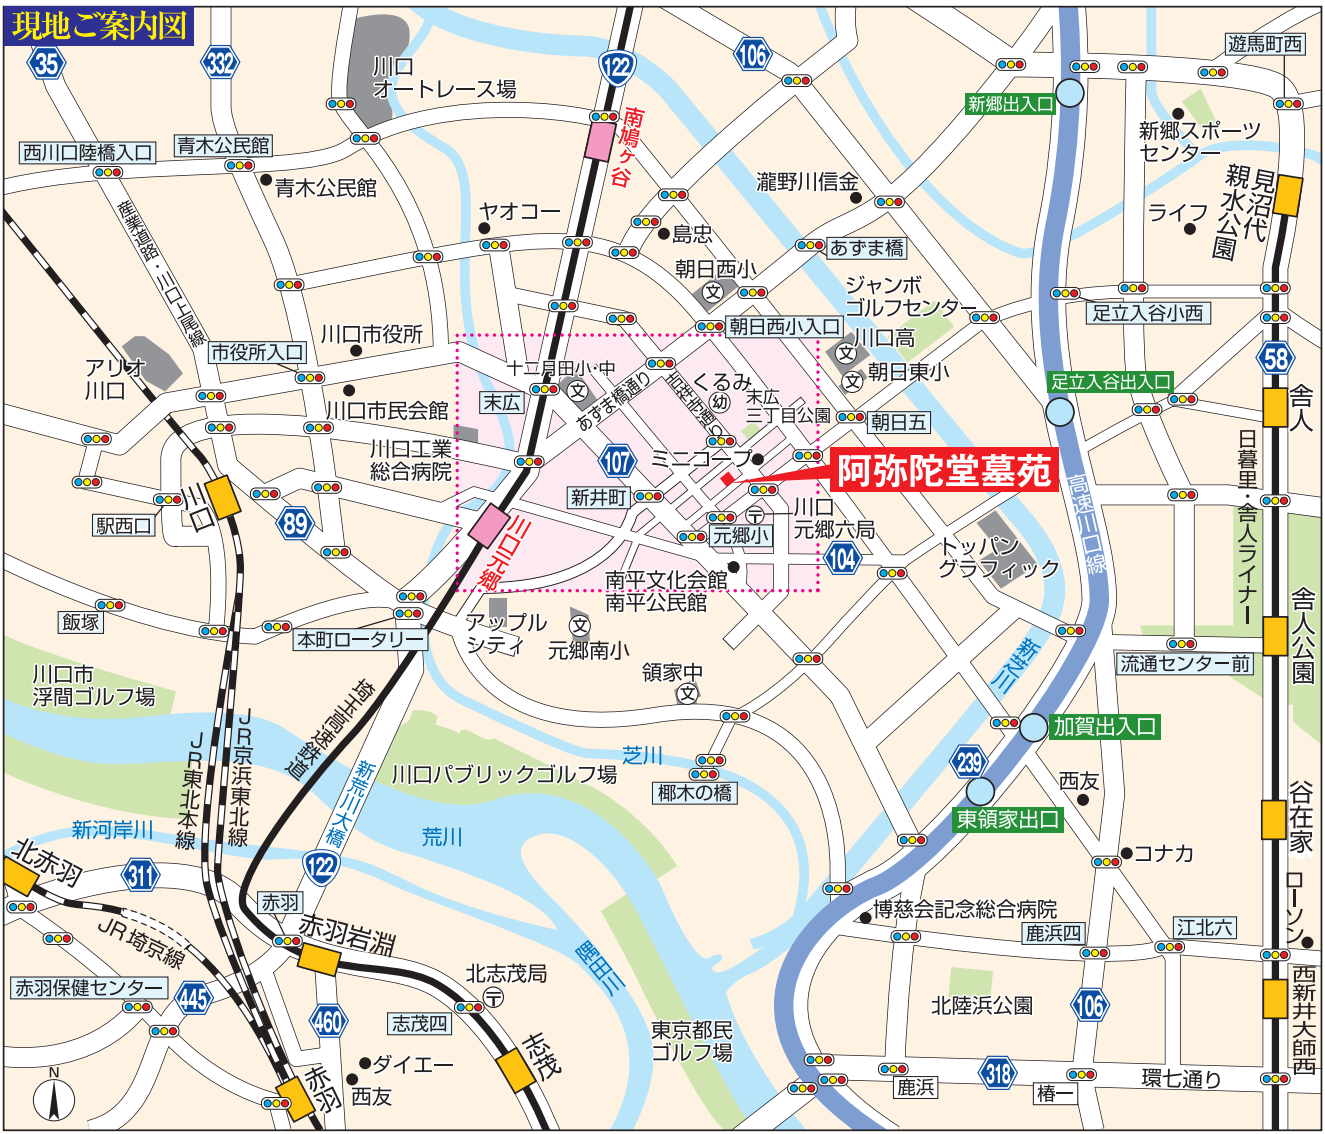 現地ご案内図
35
332
106
122
遊馬町西
川口
オートレース場
新郷出入口
南鳩ヶ谷
新郷スポーツ
センター
西川口陸橋入口
青木公民館
青木公民館
見沼代
親水公園
瀧野川信金
ライフ
産業道路・川口上尾線
ヤオコー
島忠
あずま橋
朝日西小
文
ジャンボ
ゴルフセンター
足立入谷小西
朝日西小入口
川口市役所
市役所入口
アリオ
川口
川口高
文
58
十二月田小・中
文
朝日東小
文
足立入谷出入口
舎人
くるみ
幼
末広
三丁目公園
末広
あずま橋通り
吉祥寺通り
川口市民会館
朝日五
川口工業
総合病院
107
ミニコープ
阿弥陀堂墓苑
日暮里・舎人ライナー
高速川口線
新井町
川口
元郷六局
駅西口
川口
89
川口元郷
元郷小
104
トッパン
グラフィック
南平文化会館
南平公民館
飯塚
本町ロータリー
アップル
シティ
文
元郷南小
舎人公園
新芝川
流通センター前
領家中
文
川口市
浮間ゴルフ場
埼玉高速鉄道
JR京浜東北線
JR東北本線
加賀出入口
芝川
新荒川大橋
川口パブリックゴルフ場
椰木の橋
239
西友
東領家出口
谷在家
新河岸川
荒川
北赤羽
311
122
コナカ
赤羽
赤羽岩淵
JR埼京線
博慈会記念総合病院
鹿浜四
江北六
ローソン
隅田川
北志茂局
赤羽保健センター
445
460
志茂四
北陸浜公園
106
西新井大師西
東京都民
ゴルフ場
志茂
ダイエー
西友
赤羽
N
鹿浜
318
椿一
環七通り